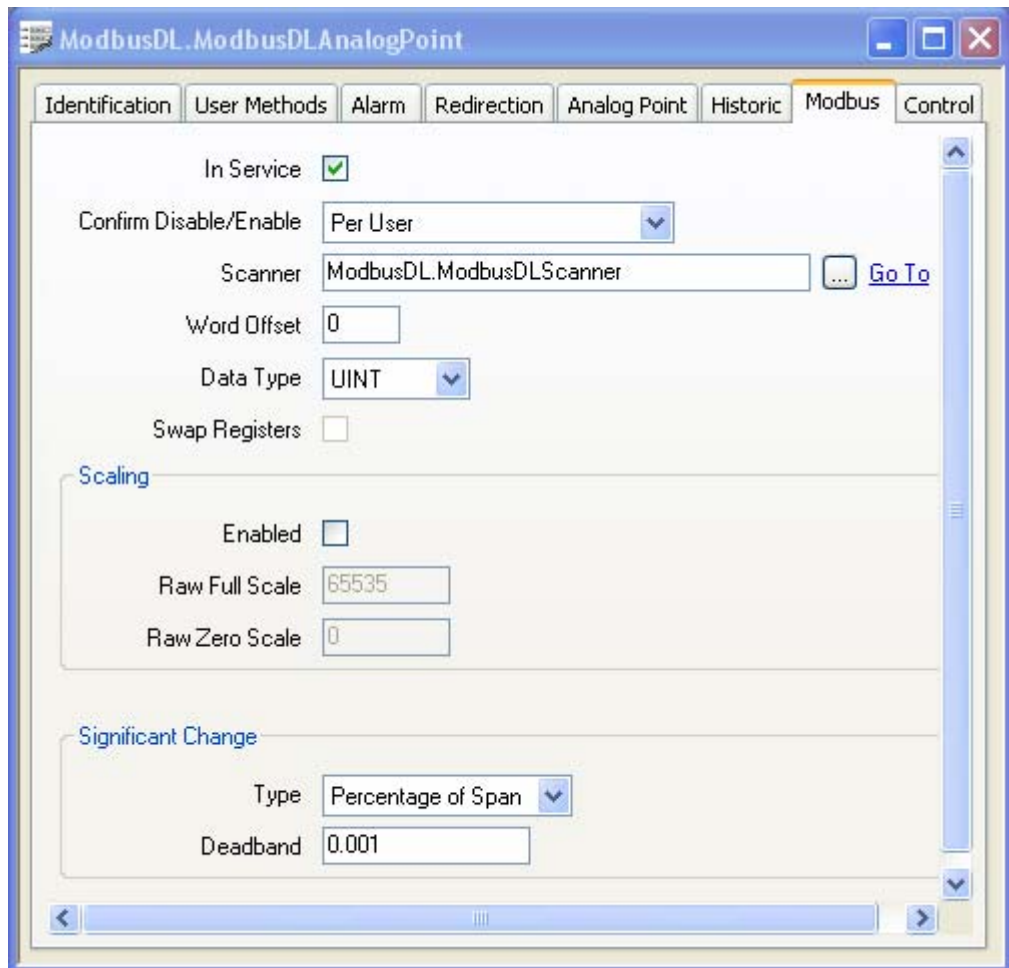 ModbusDL.ModbusDLAnalogPoint
Identification User Methods Alarm Redirection Analog Point Historic Modbus Control
In Service
Confirm Disable/Enable Per User
Scanner ModbusDL.ModbusDLScanner ... Go To
Word Offset 0
Data Type UINT
Swap Registers
Scaling
Enabled
Raw Full Scale 65535
Raw Zero Scale 0
Significant Change
Type Percentage of Span
Deadband 0.001